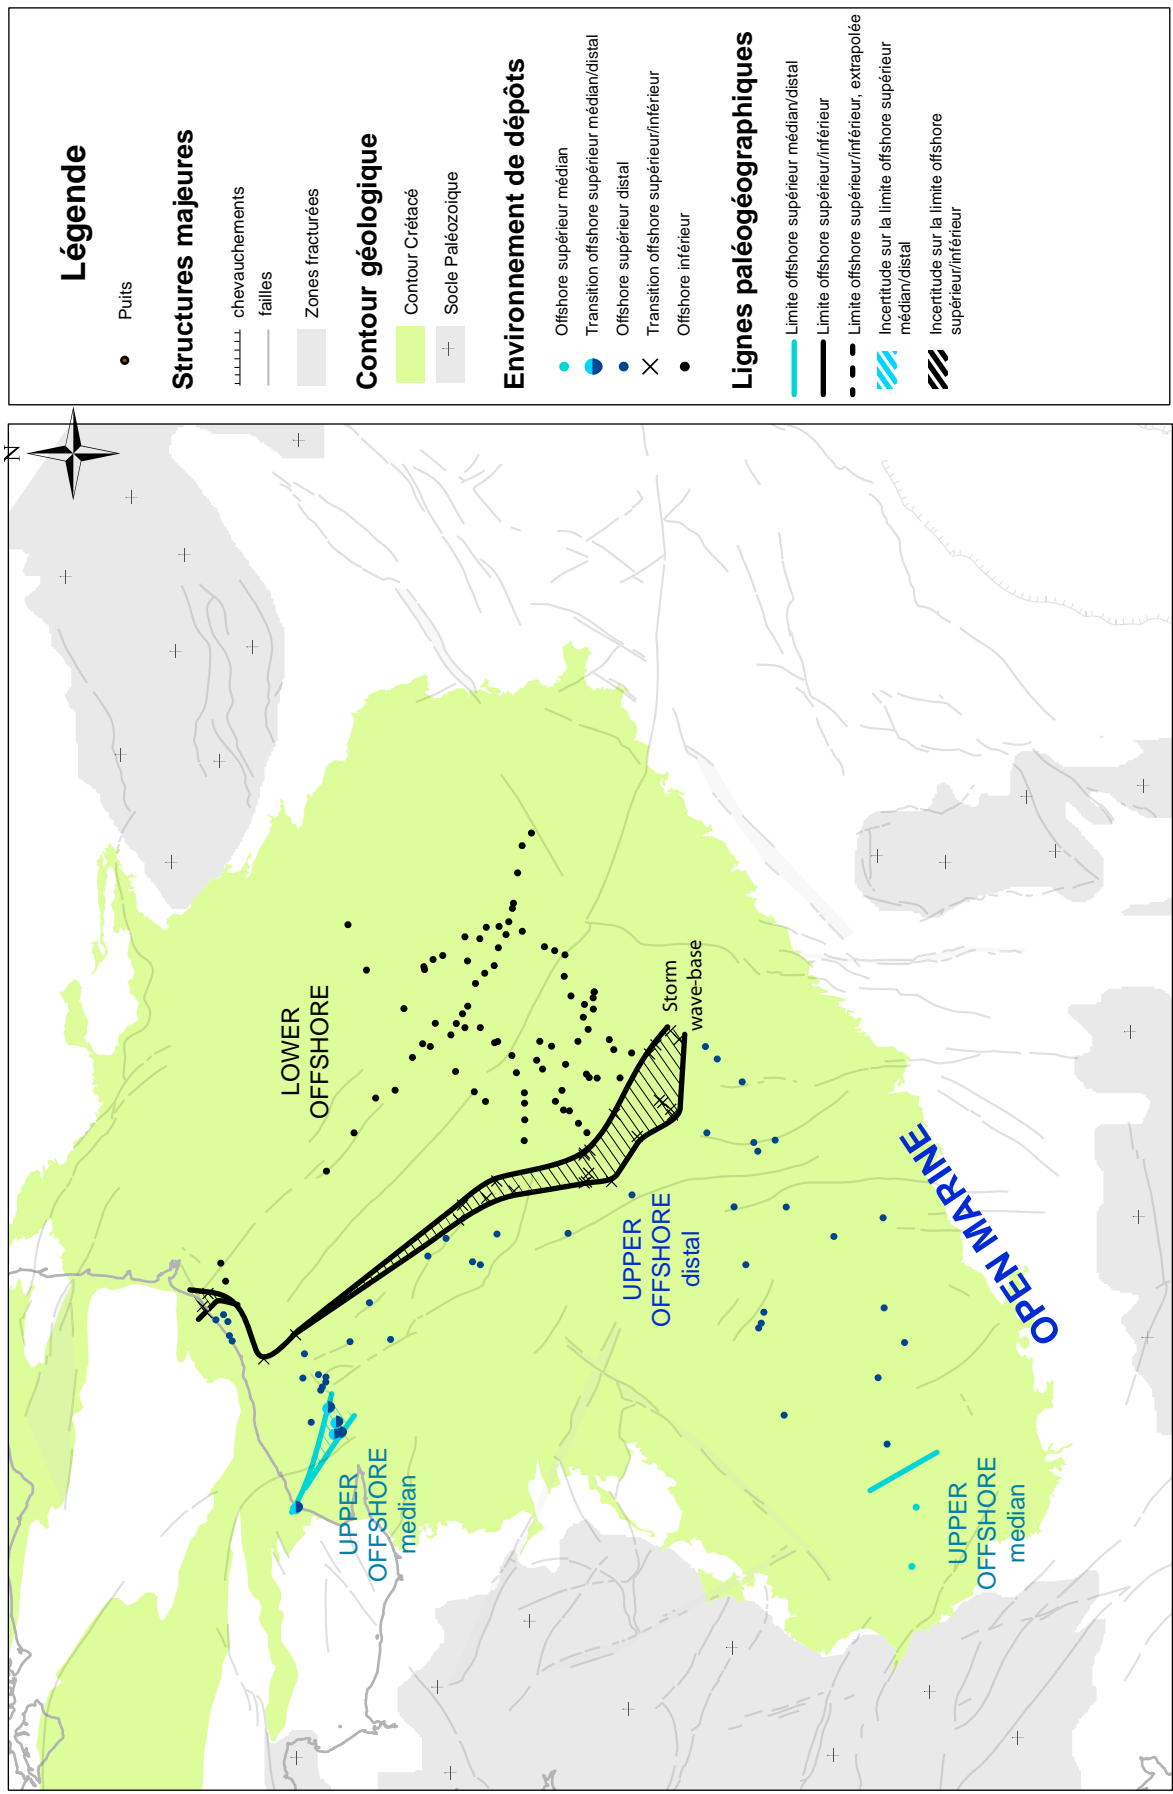 Légende
Puits
Structures majeures
chevauchements
failles
Zones fracturées
Contour géologique
Contour Crétacé
Socle Paléozoique
Environnement de dépôts
Offshore supérieur médian
Transition offshore supérieur médian/distal
Offshore supérieur distal
Transition offshore supérieur/inférieur
Offshore inférieur
Lignes paléogéographiques
Limite offshore supérieur médian/distal
Limite offshore supérieur/inférieur
Limite offshore supérieur/inférieur, extrapolée
Incertitude sur la limite offshore supérieur
médian/distal
Incertitude sur la limite offshore
supérieur/inférieur
N
LOWER
OFFSHORE
Storm
wave-base
UPPER
OFFSHORE
distal
OPEN MARINE
UPPER
OFFSHORE
median
UPPER
OFFSHORE
median